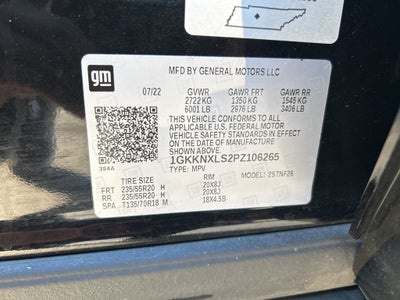 gm
MFD BY GENERAL MOTORS LLC
07/22 GVWR GAWR FRT GAWR RR
2722 KG 1350 KG 1545 KG
6001 LB 2976 LB 3406 LB
THIS VEHICLE CONFORMS TO ALL
APPLICABLE U.S. FEDERAL MOTOR
VEHICLE SAFETY STANDARDS IN EFFECT
ON THE DATE OF MANUFACTURE SHOWN ABOVE
1GKKNXLS2PZ106265
384A TYPE: MPV MODEL:
TIRE SIZE RIM
FRT 235/55R20 H 20X8J
RR 235/55R20 H 20X8J
SPA T135/70R18 M 18X4.5B